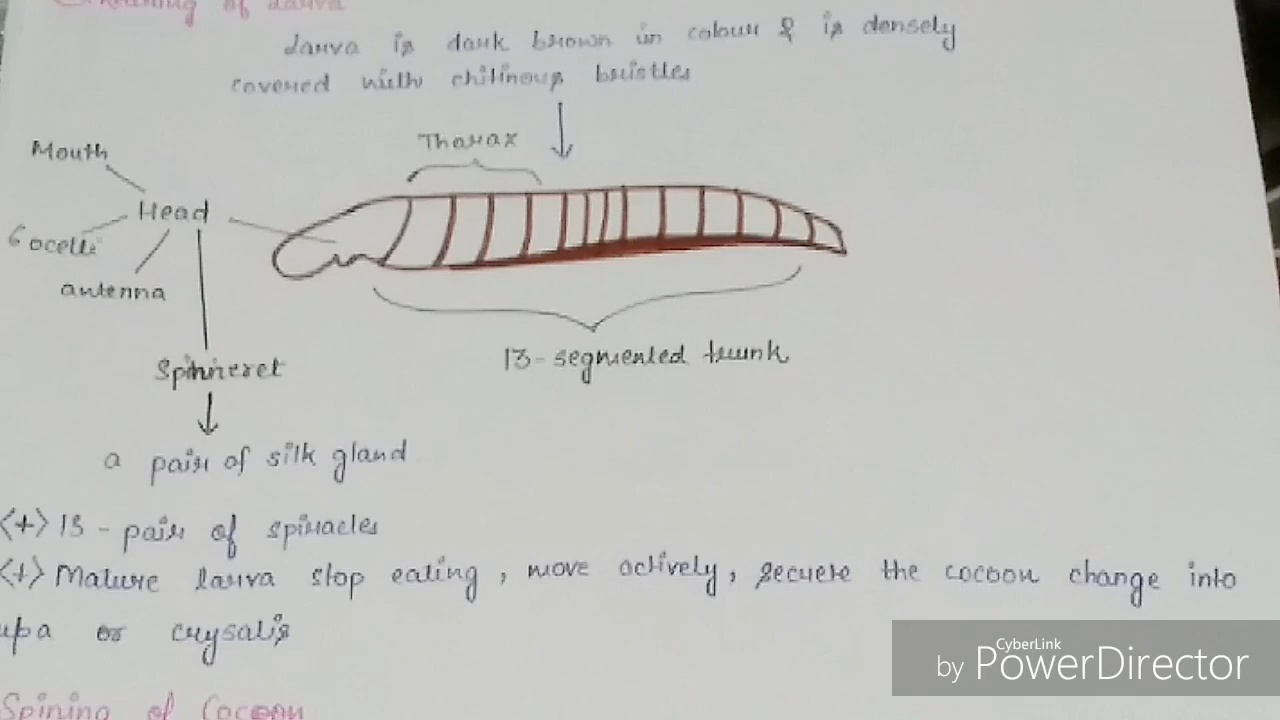 of Larva
Larva is dark brown in colour & is densely
covered with chitinous bristles
Thorax
Mouth
Head
6 ocelli
antenna
13-segmented trunk
Spinneret
a pair of silk gland
(+) 13 - pair of spiracles
(+) Mature larva stop eating, move actively, secrete the cocoon change into
upa or crysalis
Spining of Cocoon
CyberLink
by PowerDirector